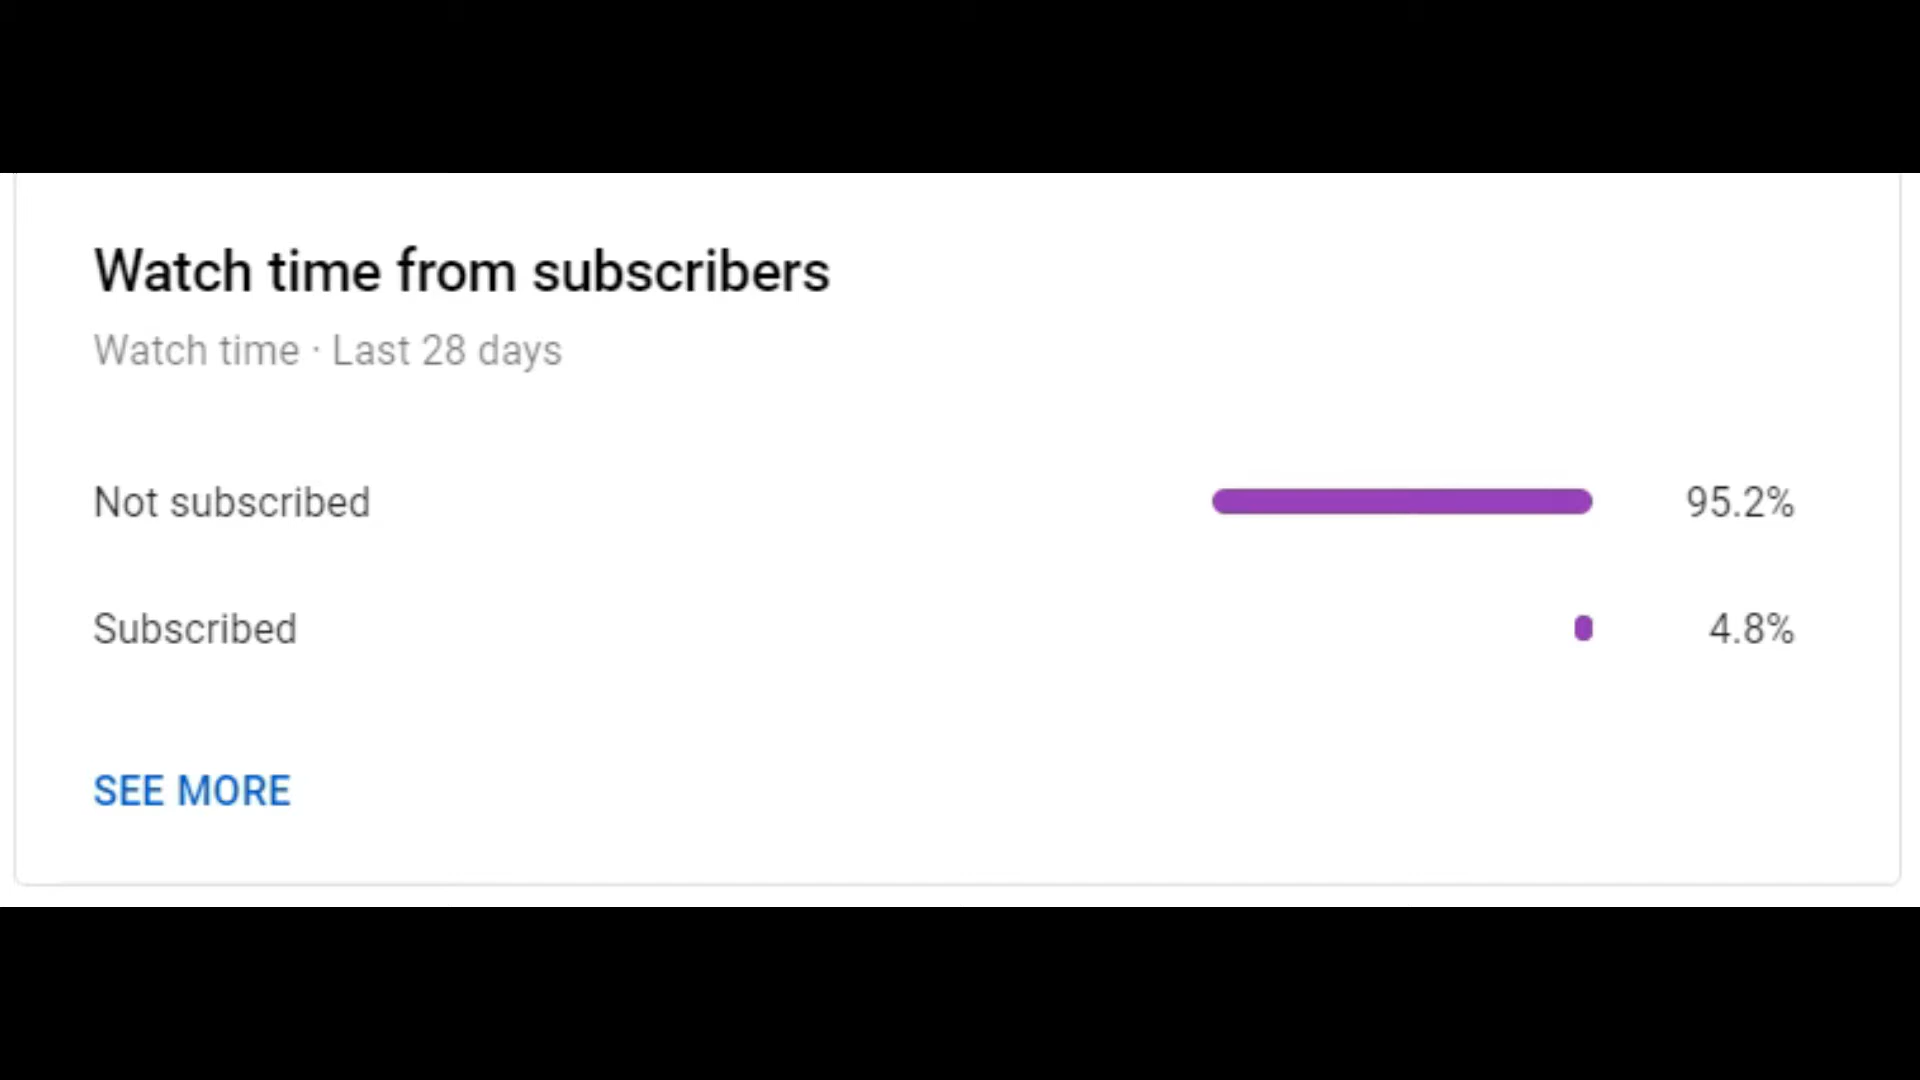 Watch time from subscribers
Watch time · Last 28 days
Not subscribed 95.2%
Subscribed 4.8%
SEE MORE